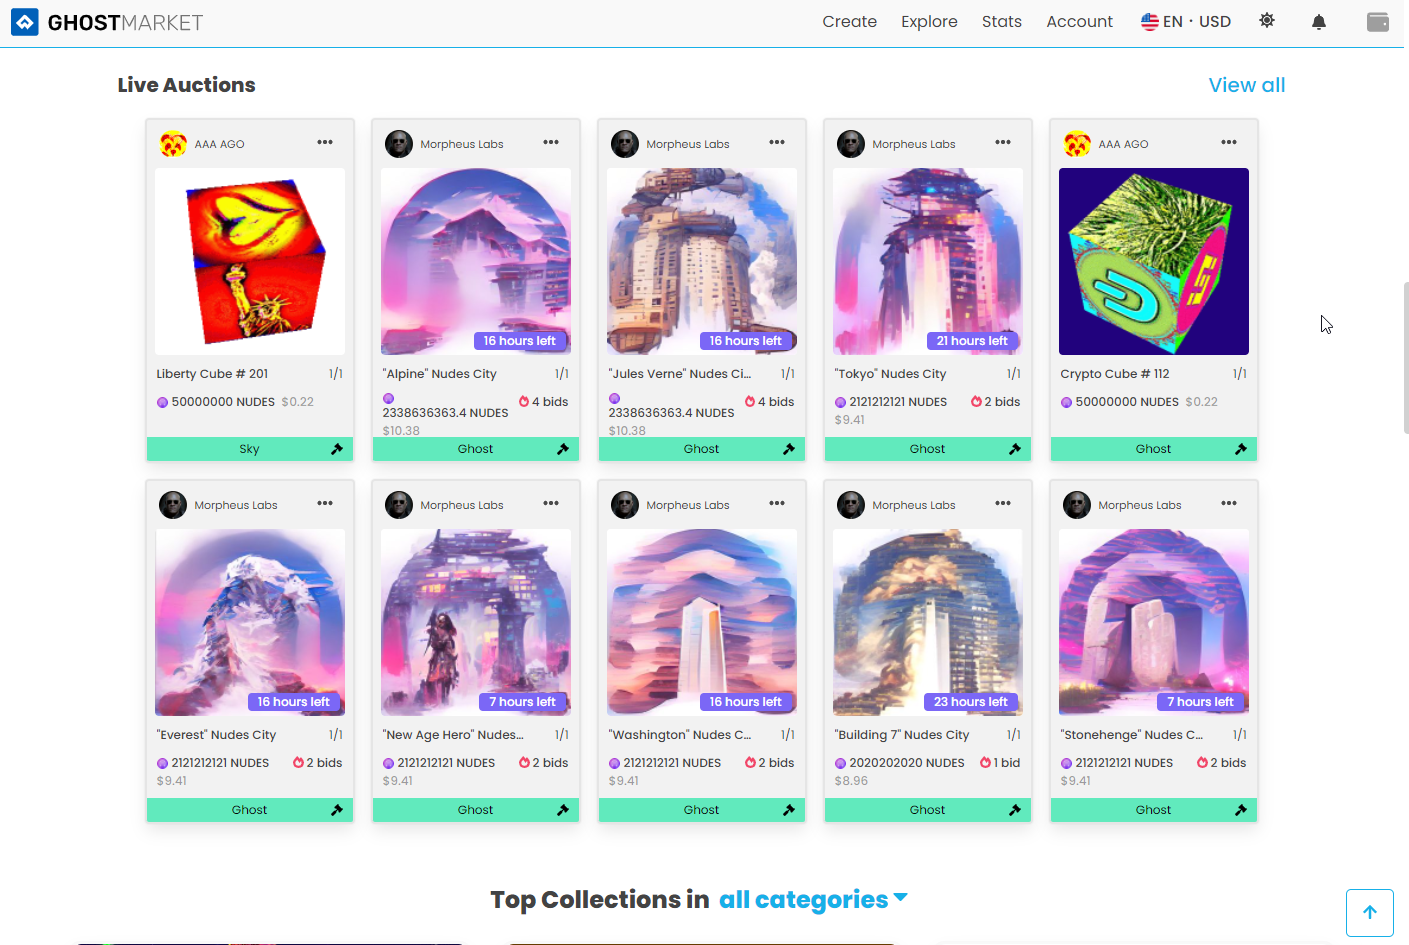 GHOSTMARKET
Create Explore Stats Account EN · USD
Live Auctions
View all
AAA AGO
Liberty Cube # 201 1/1
50000000 NUDES $0.22
Sky
Morpheus Labs
16 hours left
"Alpine" Nudes City 1/1
2338636363.4 NUDES 4 bids
$10.38
Ghost
Morpheus Labs
16 hours left
"Jules Verne" Nudes Ci... 1/1
2338636363.4 NUDES 4 bids
$10.38
Ghost
Morpheus Labs
21 hours left
"Tokyo" Nudes City 1/1
2121212121 NUDES 2 bids
$9.41
Ghost
AAA AGO
Crypto Cube # 112 1/1
50000000 NUDES $0.22
Ghost
Morpheus Labs
16 hours left
"Everest" Nudes City 1/1
2121212121 NUDES 2 bids
$9.41
Ghost
Morpheus Labs
7 hours left
"New Age Hero" Nudes... 1/1
2121212121 NUDES 2 bids
$9.41
Ghost
Morpheus Labs
16 hours left
"Washington" Nudes C... 1/1
2121212121 NUDES 2 bids
$9.41
Ghost
Morpheus Labs
23 hours left
"Building 7" Nudes City 1/1
2020202020 NUDES 1 bid
$8.96
Ghost
Morpheus Labs
7 hours left
"Stonehenge" Nudes C... 1/1
2121212121 NUDES 2 bids
$9.41
Ghost
Top Collections in all categories